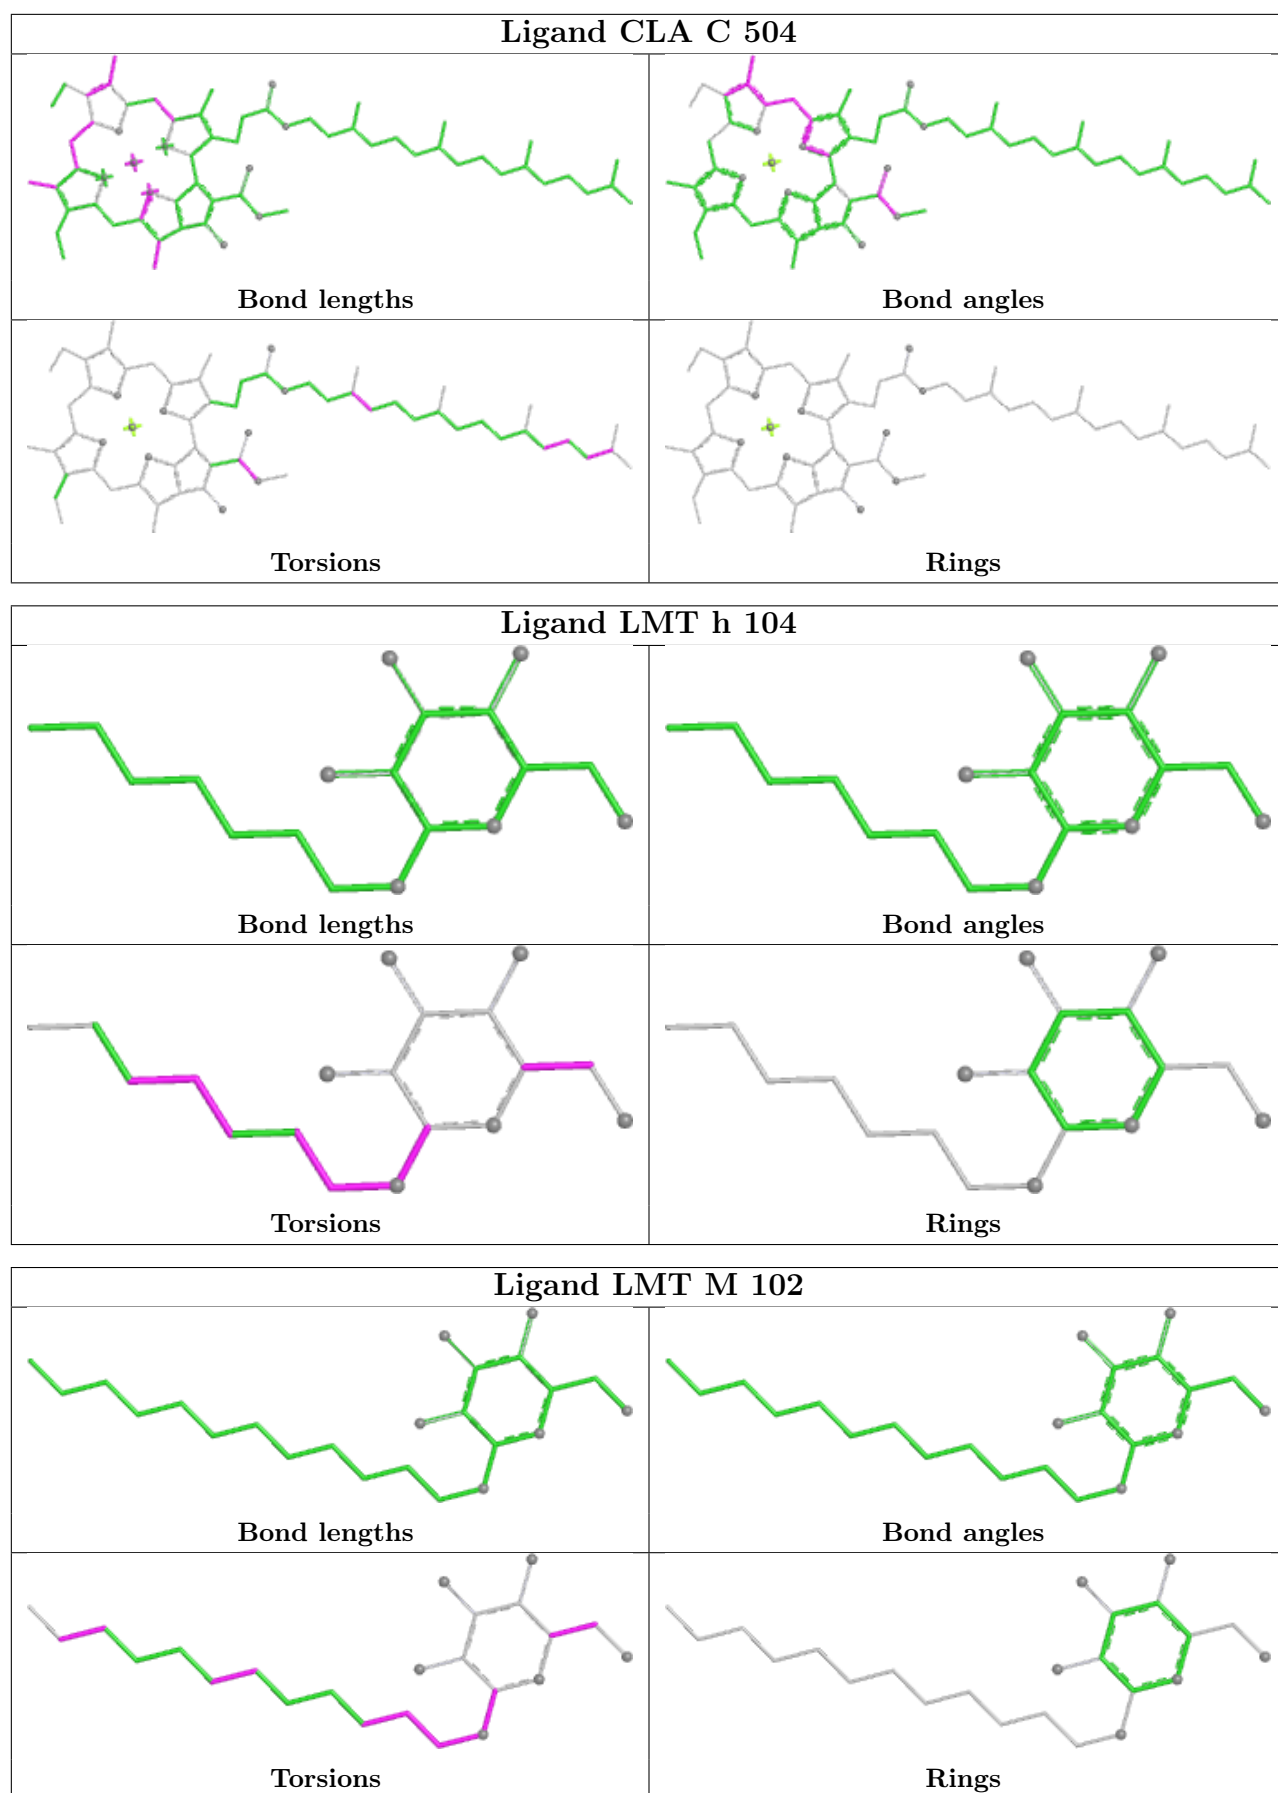 Ligand CLA C 504
Bond lengths
Bond angles
Torsions
Rings
Ligand LMT h 104
Bond lengths
Bond angles
Torsions
Rings
Ligand LMT M 102
Bond lengths
Bond angles
Torsions
Rings